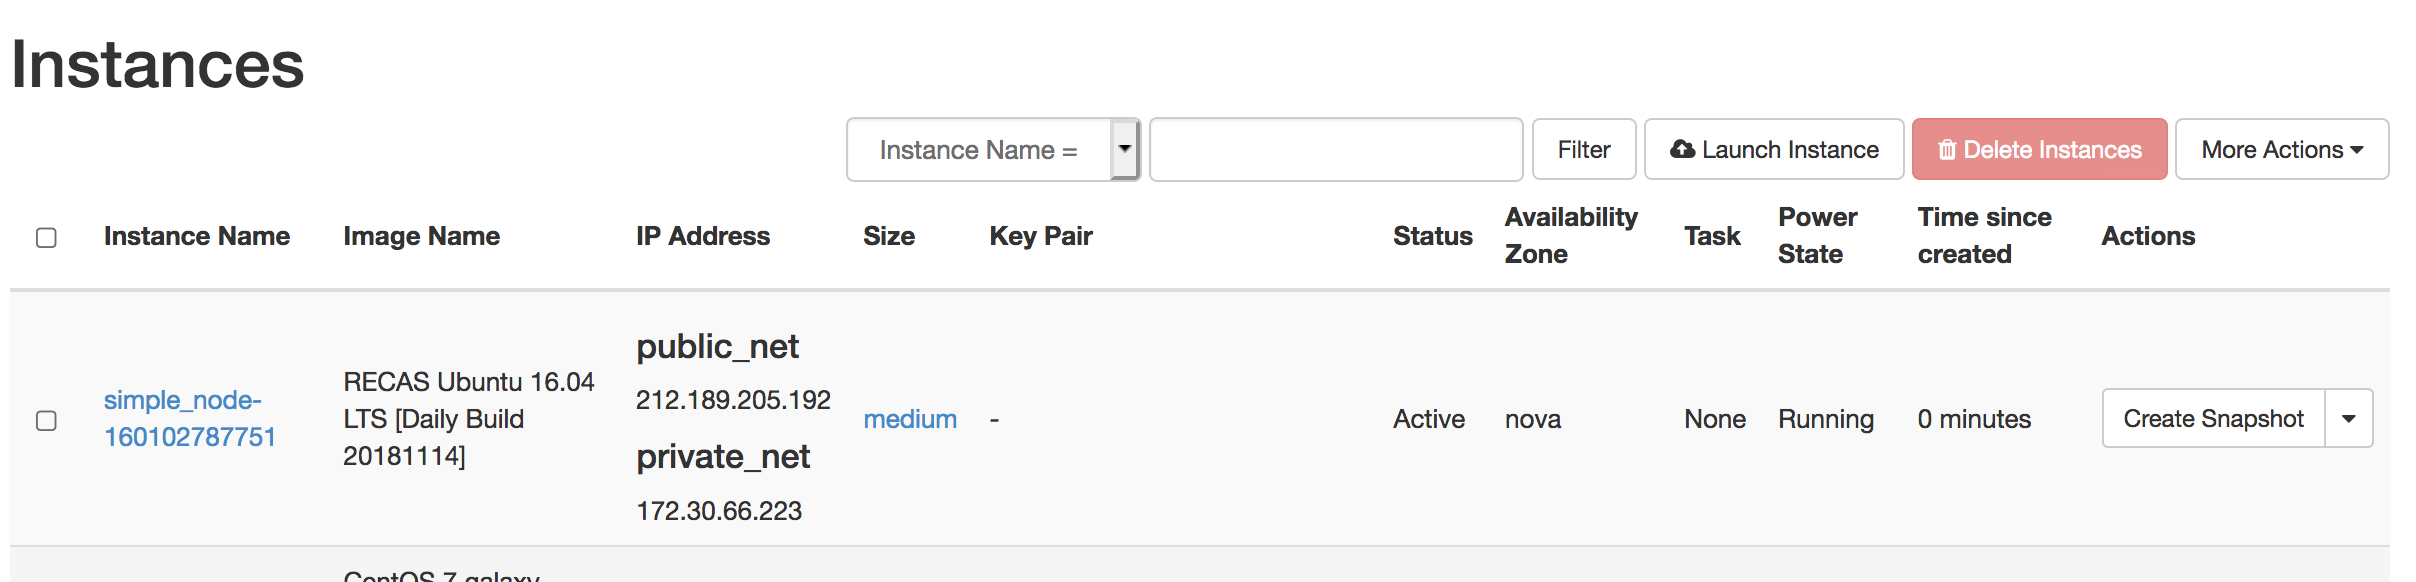 Instances
Instance Name =
Filter
Launch Instance
Delete Instances
More Actions
Instance Name
Image Name
IP Address
Size
Key Pair
Status
Availability
Zone
Task
Power
State
Time since
created
Actions
simple_node-
160102787751
RECAS Ubuntu 16.04
LTS [Daily Build
20181114]
public_net
212.189.205.192
private_net
172.30.66.223
medium
-
Active
nova
None
Running
0 minutes
Create Snapshot
CentOS 7 galaxy